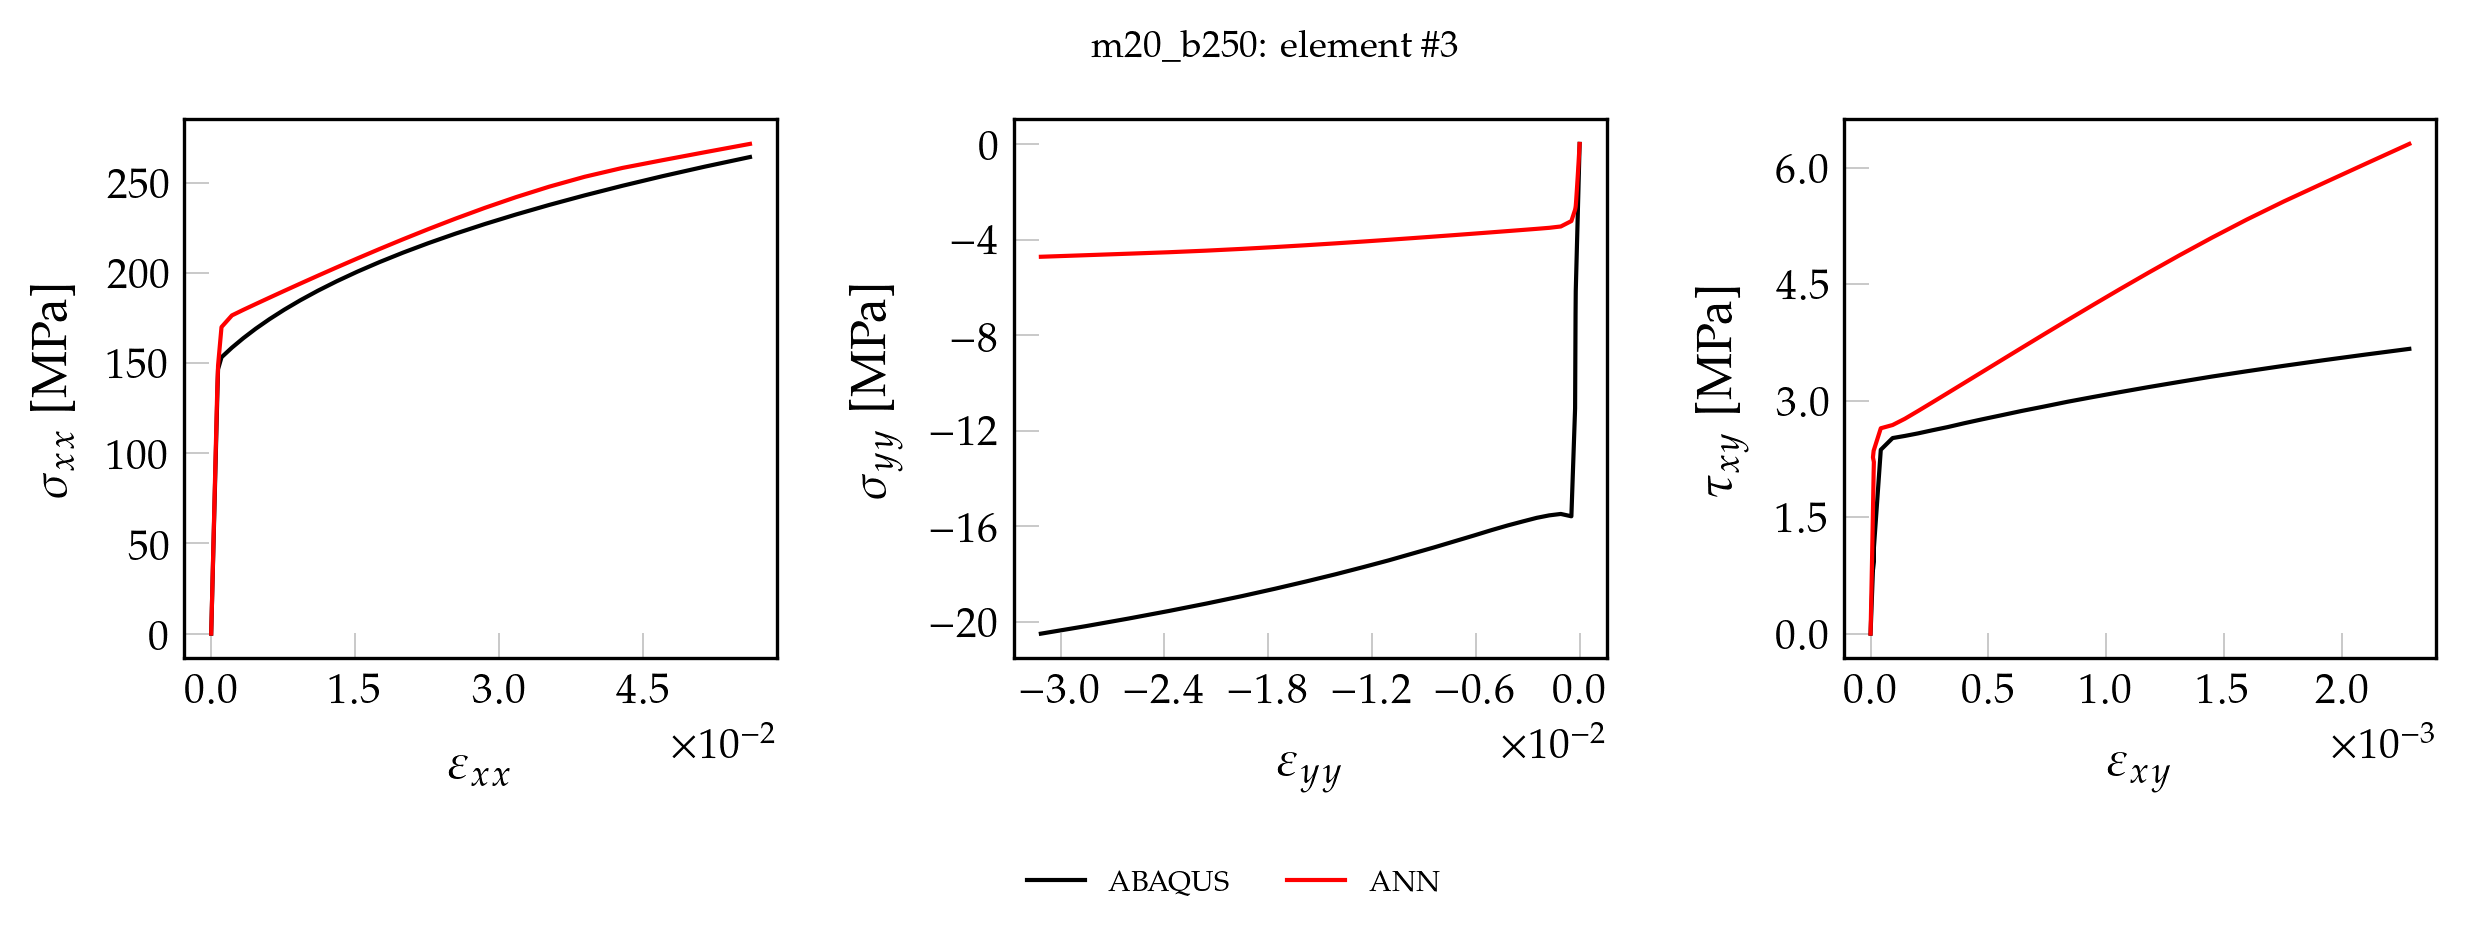 m20_b250: element #3
σxx [MPa]
250
200
150
100
50
0
0.0 1.5 3.0 4.5
×10−2
εxx
σyy [MPa]
0
−4
−8
−12
−16
−20
−3.0 −2.4 −1.8 −1.2 −0.6 0.0
×10−2
εyy
τxy [MPa]
6.0
4.5
3.0
1.5
0.0
0.0 0.5 1.0 1.5 2.0
×10−3
εxy
ABAQUS ANN